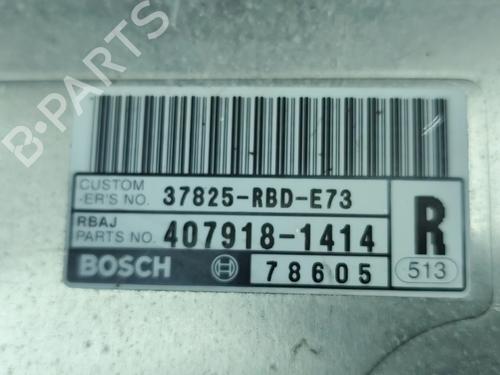 B-PARTS
CUSTOM
-ER'S NO. 37825-RBD-E73
RBAJ
PARTS NO. 407918-1414
R
BOSCH 78605
513